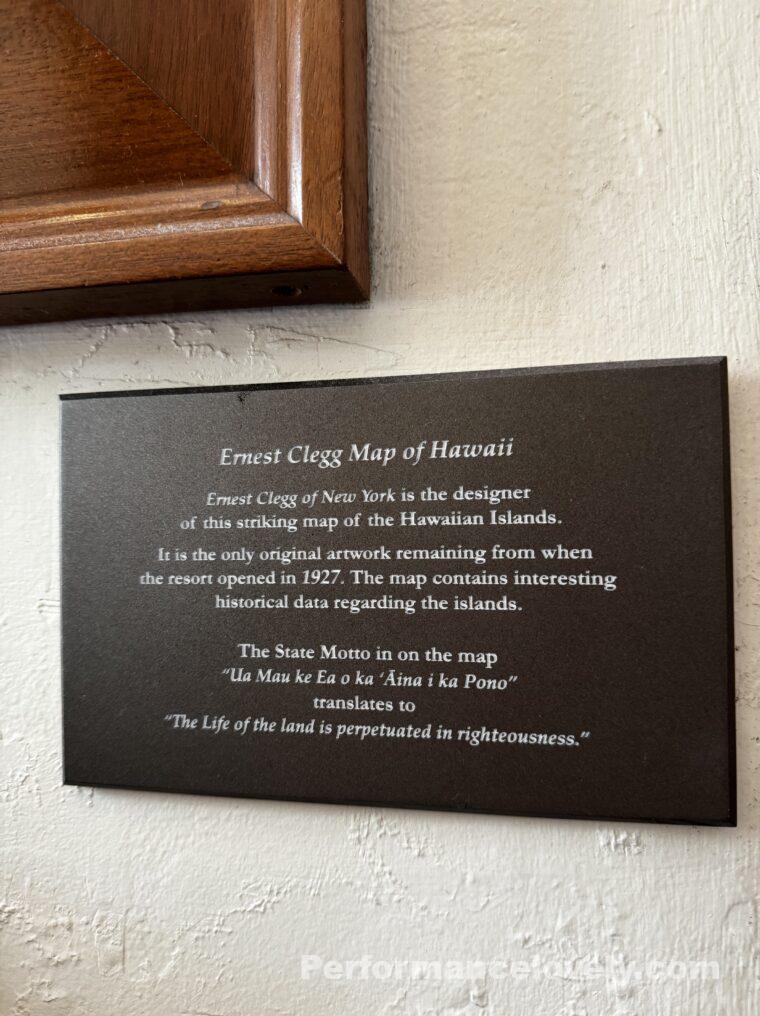 Ernest Clegg Map of Hawaii
Ernest Clegg of New York is the designer
of this striking map of the Hawaiian Islands.
It is the only original artwork remaining from when
the resort opened in 1927. The map contains interesting
historical data regarding the islands.
The State Motto in on the map
“Ua Mau ke Ea o ka ‘Āina i ka Pono”
translates to
“The Life of the land is perpetuated in righteousness.”
Performancelovely.com